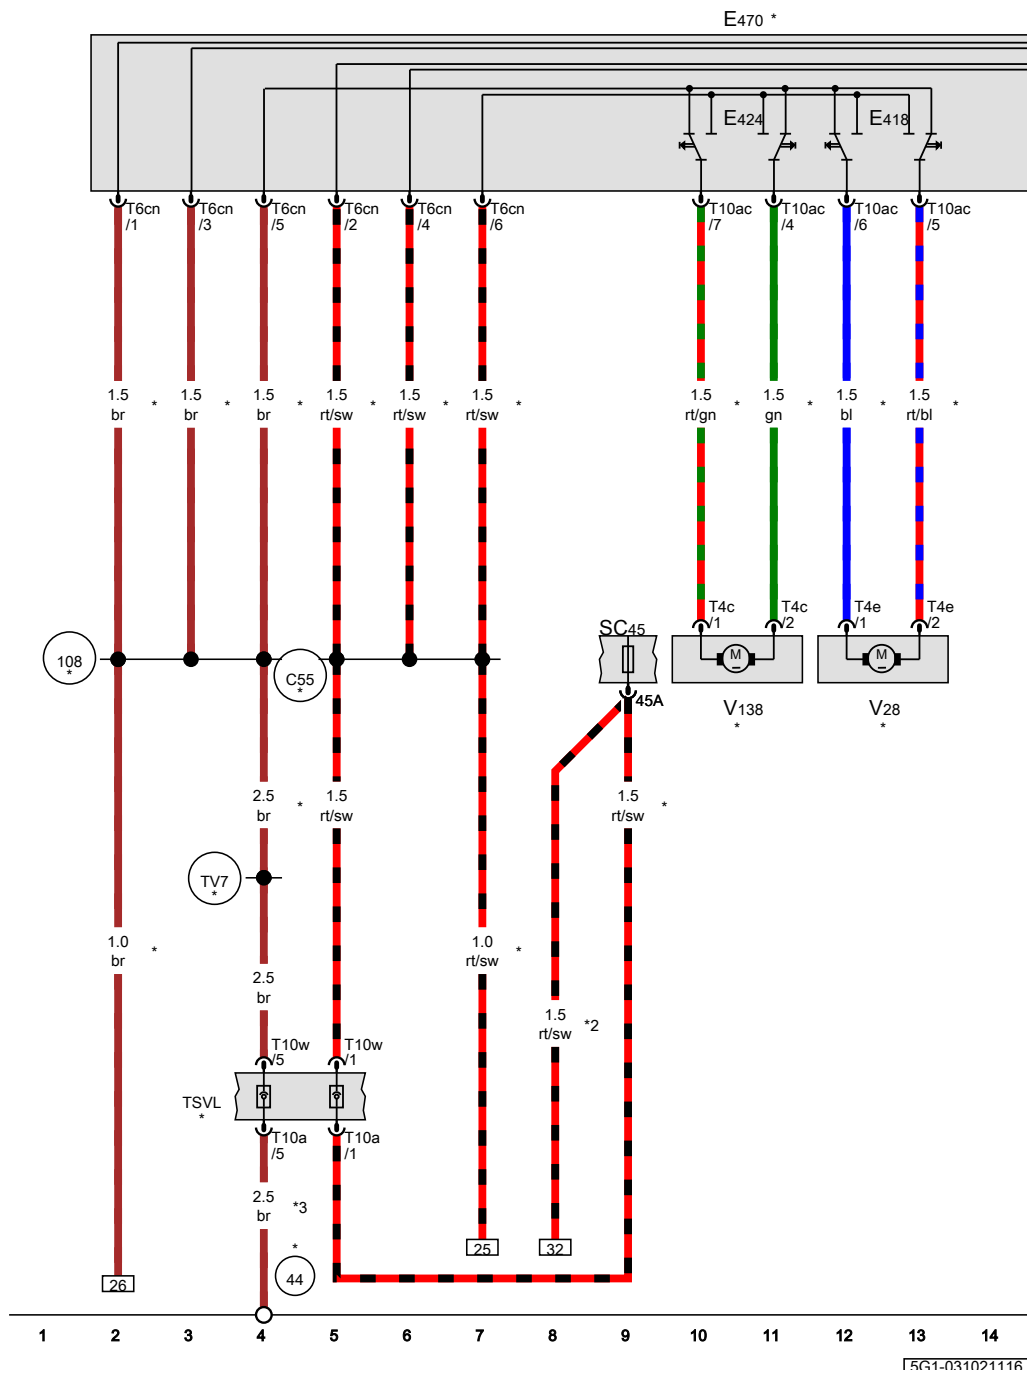 E470 *
E424
E418
T6cn
/1
T6cn
/3
T6cn
/5
T6cn
/2
T6cn
/4
T6cn
/6
T10ac
/7
T10ac
/4
T10ac
/6
T10ac
/5
1.5
br
*
1.5
br
*
1.5
br
*
1.5
rt/sw
*
1.5
rt/sw
*
1.5
rt/sw
*
1.5
rt/gn
*
1.5
gn
*
1.5
bl
*
1.5
rt/bl
*
T4c
/1
T4c
/2
T4e
/1
T4e
/2
SC45
108
*
C55
*
M
M
45A
V138
*
V28
*
2.5
br
*
1.5
rt/sw
1.5
rt/sw
*
TV7
*
1.0
br
*
2.5
br
1.0
rt/sw
*
1.5
rt/sw
*2
T10w
/5
T10w
/1
TSVL
*
T10a
/5
T10a
/1
2.5
br
*3
*
44
25
32
26
1 2 3 4 5 6 7 8 9 10 11 12 13 14
5G1-031021116